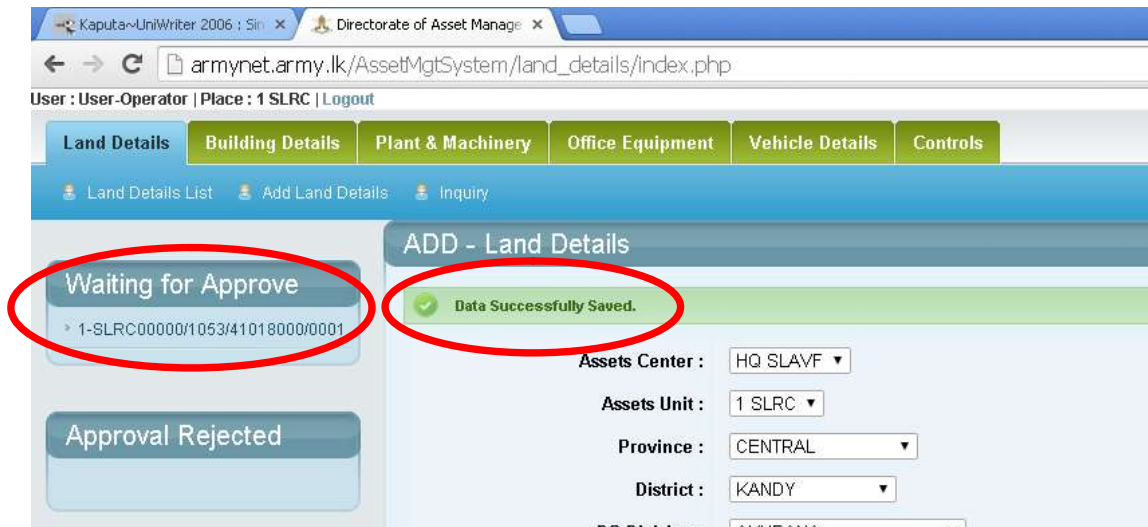 Kaputa~UniWriter 2006 : Sin
Directorate of Asset Manage
armynet.army.lk/AssetMgtSystem/land_details/index.php
User : User-Operator | Place : 1 SLRC | Logout
Land Details Building Details Plant & Machinery Office Equipment Vehicle Details Controls
Land Details List Add Land Details Inquiry
ADD - Land Details
Waiting for Approve
1-SLRC00000/1053/41018000/0001
Data Successfully Saved.
Assets Center : HQ SLAVF
Assets Unit : 1 SLRC
Approval Rejected
Province : CENTRAL
District : KANDY